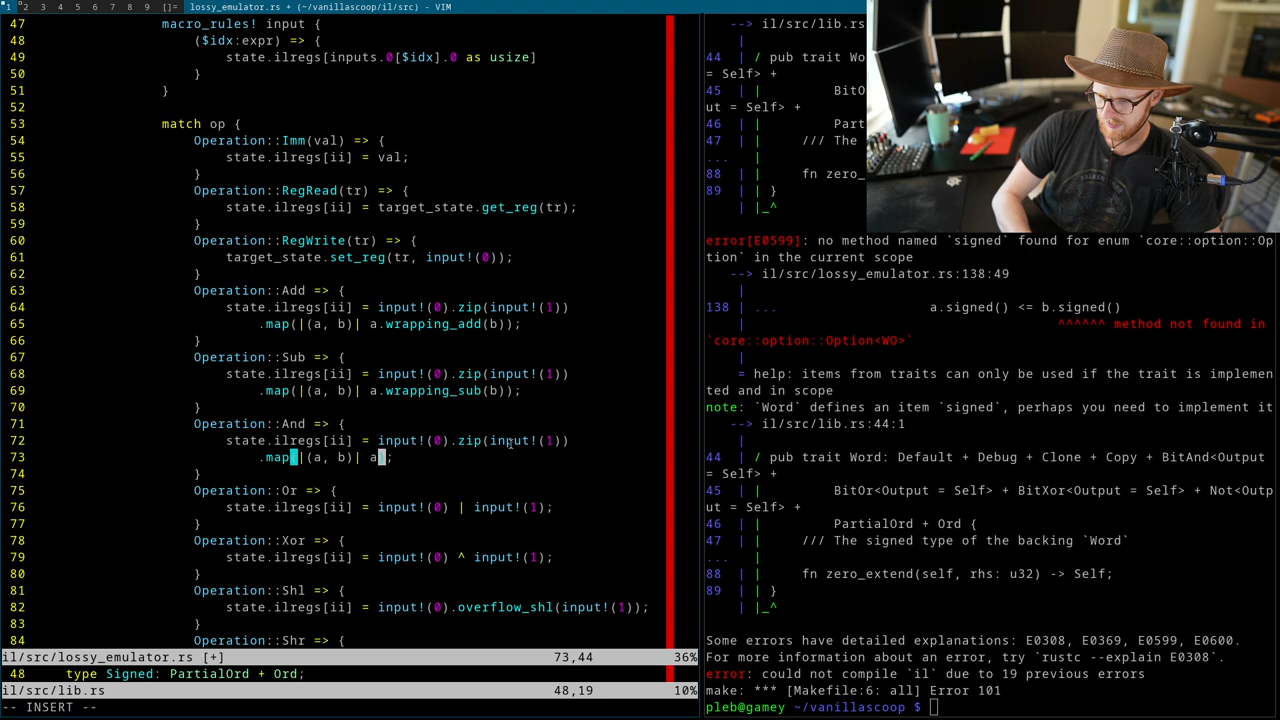 1 2 3 4 5 6 7 8 9 []= lossy_emulator.rs + (~/vanillascoop/il/src) - VIM
47 macro_rules! input {
48 ($idx:expr) => {
49 state.ilregs[inputs.0[$idx].0 as usize]
50 }
51 }
52
53 match op {
54 Operation::Imm(val) => {
55 state.ilregs[ii] = val;
56 }
57 Operation::RegRead(tr) => {
58 state.ilregs[ii] = target_state.get_reg(tr);
59 }
60 Operation::RegWrite(tr) => {
61 target_state.set_reg(tr, input!(0));
62 }
63 Operation::Add => {
64 state.ilregs[ii] = input!(0).zip(input!(1))
65 .map(|(a, b)| a.wrapping_add(b));
66 }
67 Operation::Sub => {
68 state.ilregs[ii] = input!(0).zip(input!(1))
69 .map(|(a, b)| a.wrapping_sub(b));
70 }
71 Operation::And => {
72 state.ilregs[ii] = input!(0).zip(input!(1))
73 .map(|(a, b)| a);
74 }
75 Operation::Or => {
76 state.ilregs[ii] = input!(0) | input!(1);
77 }
78 Operation::Xor => {
79 state.ilregs[ii] = input!(0) ^ input!(1);
80 }
81 Operation::Shl => {
82 state.ilregs[ii] = input!(0).overflow_shl(input!(1));
83 }
84 Operation::Shr => {
il/src/lossy_emulator.rs [+] 73,44 36%
48 type Signed: PartialOrd + Ord;
il/src/lib.rs 48,19 10%
-- INSERT --
--> il/src/lib.rs
|
44 | / pub trait Wo
= Self> +
45 | | BitO
ut = Self> +
46 | | Part
47 | | /// The
... |
88 | | fn zero_
89 | | }
| |_^
error[E0599]: no method named `signed` found for enum `core::option::Op
tion` in the current scope
--> il/src/lossy_emulator.rs:138:49
|
138 | ... a.signed() <= b.signed()
| ^^^^^^ method not found in
`core::option::Option<WO>`
|
= help: items from traits can only be used if the trait is implemen
ted and in scope
note: `Word` defines an item `signed`, perhaps you need to implement it
--> il/src/lib.rs:44:1
|
44 | / pub trait Word: Default + Debug + Clone + Copy + BitAnd<Output
= Self> +
45 | | BitOr<Output = Self> + BitXor<Output = Self> + Not<Outp
ut = Self> +
46 | | PartialOrd + Ord {
47 | | /// The signed type of the backing `Word`
... |
88 | | fn zero_extend(self, rhs: u32) -> Self;
89 | | }
| |_^
Some errors have detailed explanations: E0308, E0369, E0599, E0600.
For more information about an error, try `rustc --explain E0308`.
error: could not compile `il` due to 19 previous errors
make: *** [Makefile:6: all] Error 101
pleb@gamey ~/vanillascoop $